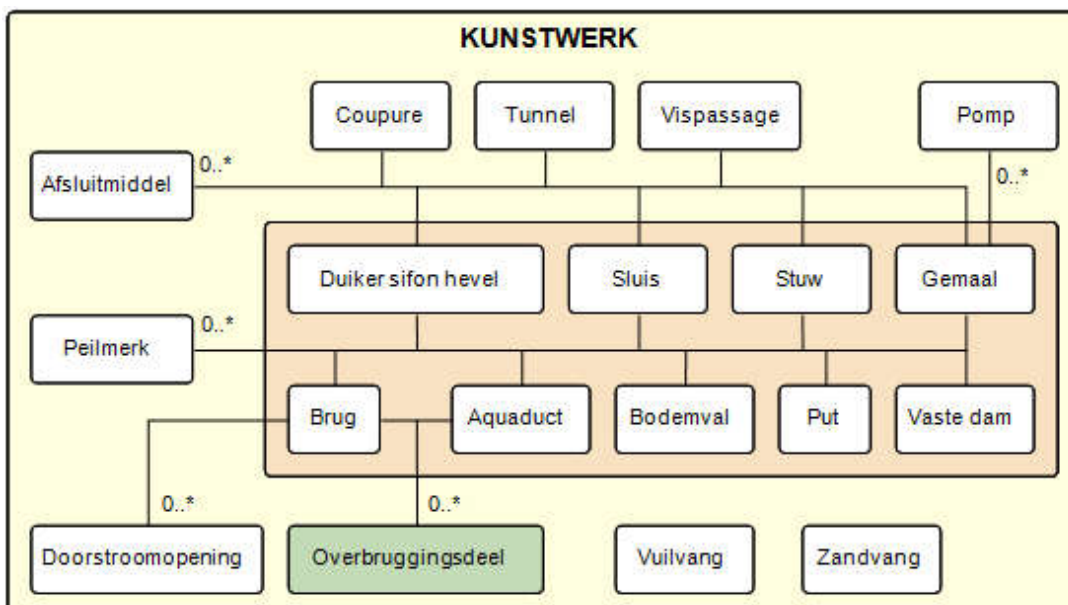 KUNSTWERK
Coupure
Tunnel
Vispassage
Pomp
Afsluitmiddel
0..*
0..*
Duiker sifon hevel
Sluis
Stuw
Gemaal
Peilmerk
0..*
Brug
Aquaduct
Bodemval
Put
Vaste dam
0..*
0..*
Doorstroomopening
Overbruggingsdeel
Vuilvang
Zandvang